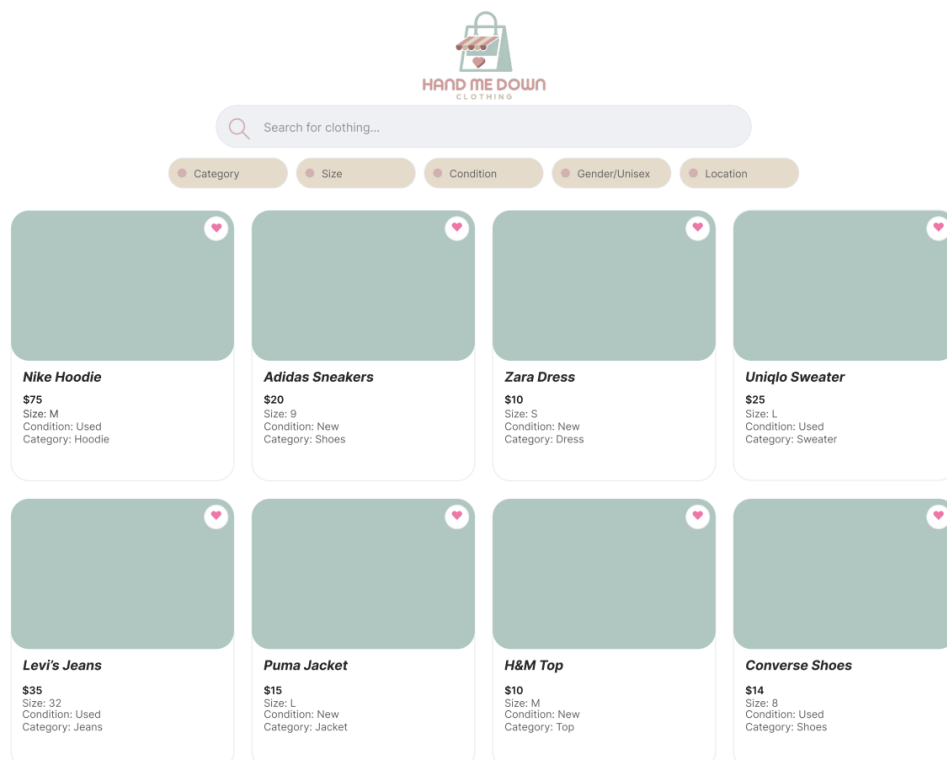 HAND ME DOWN
CLOTHING
Search for clothing...
Category
Size
Condition
Gender/Unisex
Location
Nike Hoodie
$75
Size: M
Condition: Used
Category: Hoodie
Adidas Sneakers
$20
Size: 9
Condition: New
Category: Shoes
Zara Dress
$10
Size: S
Condition: New
Category: Dress
Uniqlo Sweater
$25
Size: L
Condition: Used
Category: Sweater
Levi's Jeans
$35
Size: 32
Condition: Used
Category: Jeans
Puma Jacket
$15
Size: L
Condition: New
Category: Jacket
H&M Top
$10
Size: M
Condition: New
Category: Top
Converse Shoes
$14
Size: 8
Condition: Used
Category: Shoes